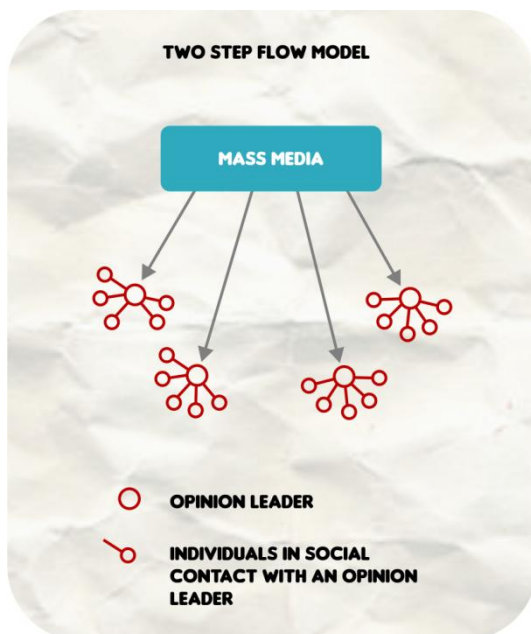 TWO STEP FLOW MODEL
MASS MEDIA
OPINION LEADER
INDIVIDUALS IN SOCIAL
CONTACT WITH AN OPINION
LEADER